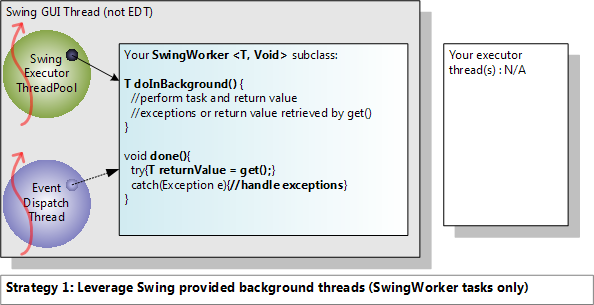 Swing GUI Thread (not EDT)
Swing
Executor
ThreadPool
Your SwingWorker <T, Void> subclass:
T doInBackground() {
//perform task and return value
//exceptions or return value retrieved by get()
}
void done(){
try{T returnValue = get();}
catch(Exception e){//handle exceptions}
}
Event
Dispatch
Thread
Your executor
thread(s) : N/A
Strategy 1: Leverage Swing provided background threads (SwingWorker tasks only)